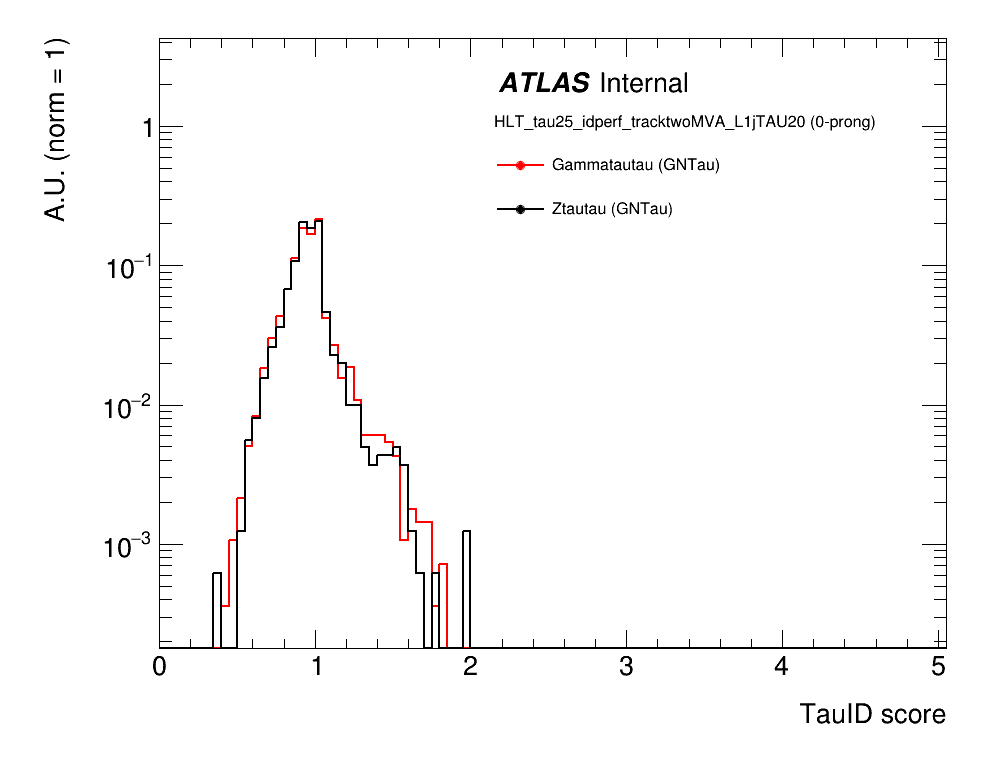 A.U. (norm = 1)
ATLAS Internal
HLT_tau25_idperf_tracktwoMVA_L1jTAU20 (0-prong)
Gammatautau (GNTau)
Ztautau (GNTau)
1
10−1
10−2
10−3
0 1 2 3 4 5
TauID score